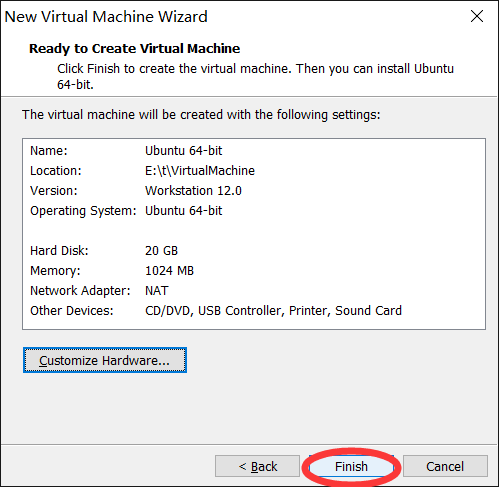 New Virtual Machine Wizard
Ready to Create Virtual Machine
Click Finish to create the virtual machine. Then you can install Ubuntu
64-bit.
The virtual machine will be created with the following settings:
Name: Ubuntu 64-bit
Location: E:\t\VirtualMachine
Version: Workstation 12.0
Operating System: Ubuntu 64-bit
Hard Disk: 20 GB
Memory: 1024 MB
Network Adapter: NAT
Other Devices: CD/DVD, USB Controller, Printer, Sound Card
Customize Hardware...
< Back Finish Cancel